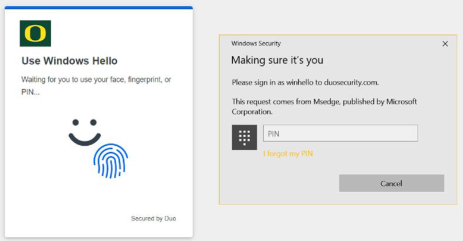 O
Use Windows Hello
Waiting for you to use your face, fingerprint, or
PIN...
Secured by Duo
Windows Security
Making sure it's you
Please sign in as winhello to duosecurity.com.
This request comes from Msedge, published by Microsoft
Corporation.
PIN
I forgot my PIN
Cancel